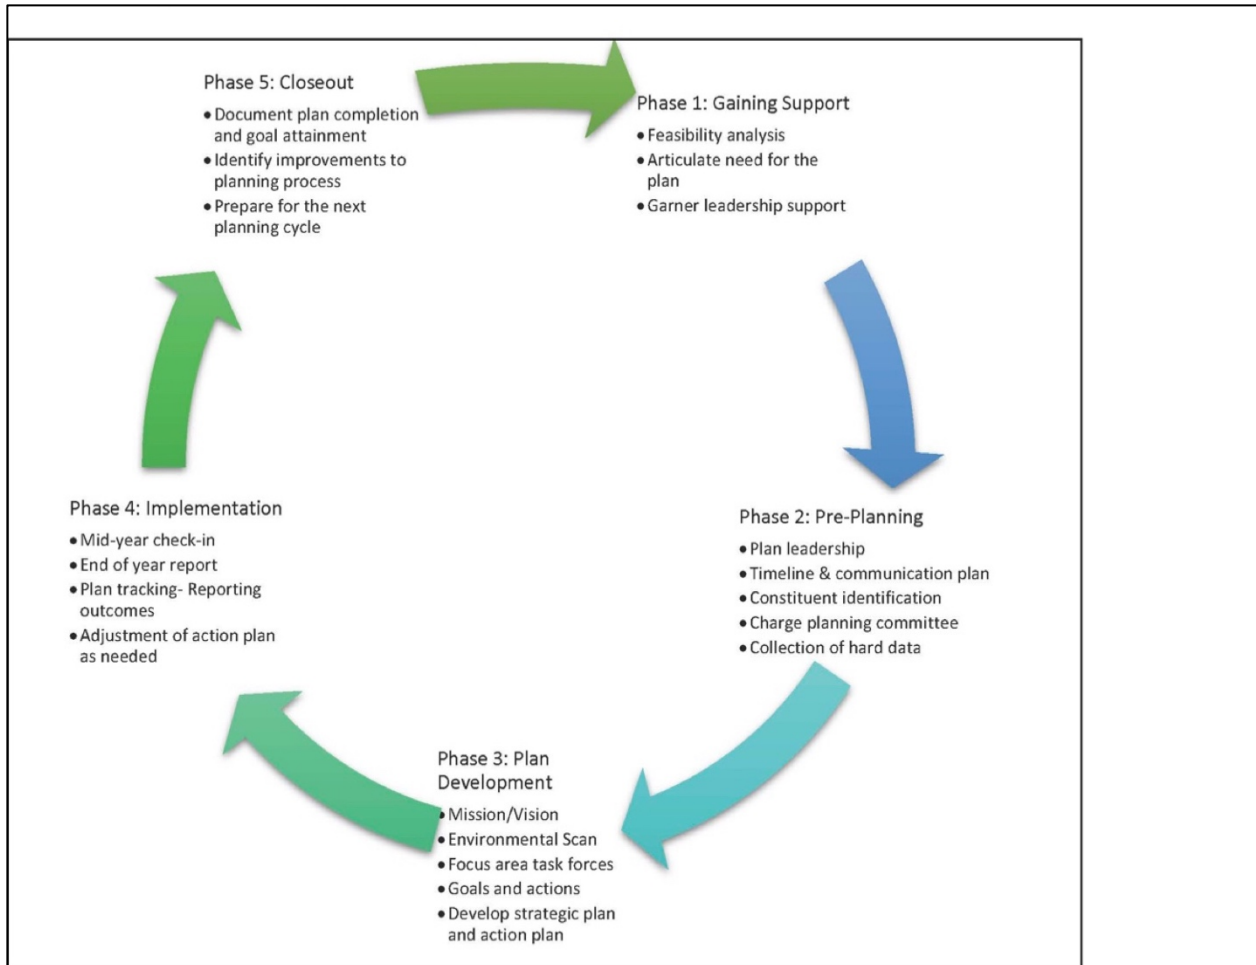 Phase 1: Gaining Support
• Feasibility analysis
• Articulate need for the
plan
• Garner leadership support
Phase 2: Pre-Planning
• Plan leadership
• Timeline & communication plan
• Constituent identification
• Charge planning committee
• Collection of hard data
Phase 3: Plan
Development
• Mission/Vision
• Environmental Scan
• Focus area task forces
• Goals and actions
• Develop strategic plan
and action plan
Phase 4: Implementation
• Mid-year check-in
• End of year report
• Plan tracking- Reporting
outcomes
• Adjustment of action plan
as needed
Phase 5: Closeout
• Document plan completion
and goal attainment
• Identify improvements to
planning process
• Prepare for the next
planning cycle